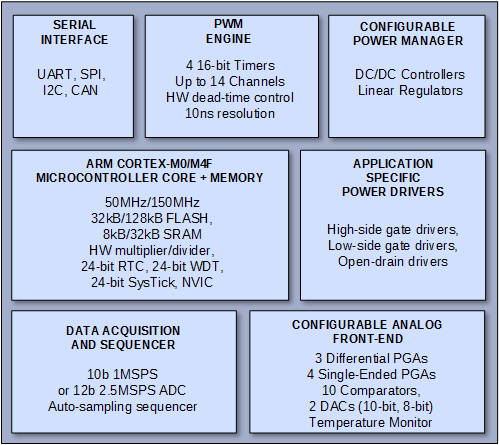 SERIAL
INTERFACE
UART, SPI,
I2C, CAN
PWM
ENGINE
4 16-bit Timers
Up to 14 Channels
HW dead-time control
10ns resolution
CONFIGURABLE
POWER MANAGER
DC/DC Controllers
Linear Regulators
ARM CORTEX-M0/M4F
MICROCONTROLLER CORE + MEMORY
50MHz/150MHz
32kB/128kB FLASH,
8kB/32kB SRAM
HW multiplier/divider,
24-bit RTC, 24-bit WDT,
24-bit SysTick, NVIC
APPLICATION
SPECIFIC
POWER DRIVERS
High-side gate drivers,
Low-side gate drivers,
Open-drain drivers
DATA ACQUISITION
AND SEQUENCER
10b 1MSPS
or 12b 2.5MSPS ADC
Auto-sampling sequencer
CONFIGURABLE ANALOG
FRONT-END
3 Differential PGAs
4 Single-Ended PGAs
10 Comparators,
2 DACs (10-bit, 8-bit)
Temperature Monitor